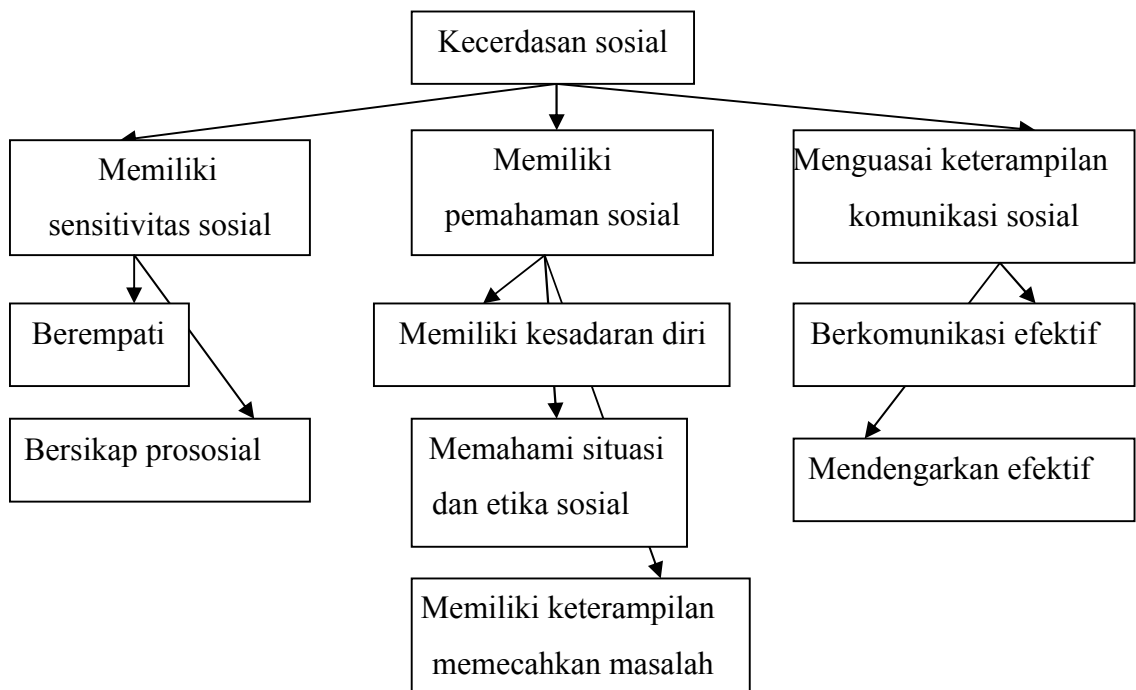 Kecerdasan sosial
Memiliki
sensitivitas sosial
Memiliki
pemahaman sosial
Menguasai keterampilan
komunikasi sosial
Berempati
Memiliki kesadaran diri
Berkomunikasi efektif
Bersikap prososial
Memahami situasi
dan etika sosial
Mendengarkan efektif
Memiliki keterampilan
memecahkan masalah